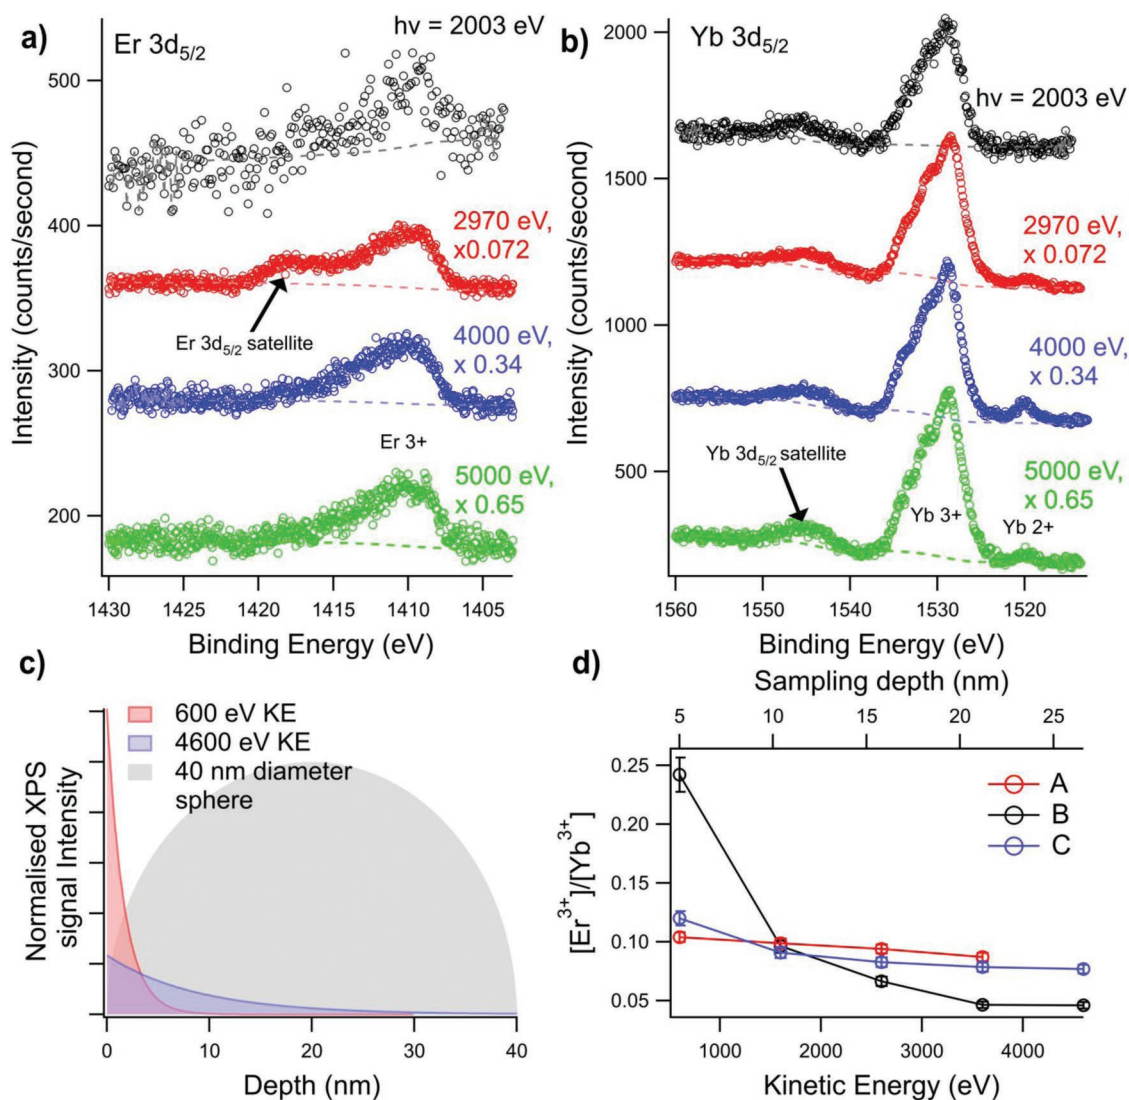 a)
Er 3d5/2
hv = 2003 eV
500
400
300
200
Intensity (counts/second)
2970 eV,
x0.072
Er 3d5/2 satellite
4000 eV,
x 0.34
Er 3+
5000 eV,
x 0.65
1430
1425
1420
1415
1410
1405
Binding Energy (eV)
b)
Yb 3d5/2
hv = 2003 eV
2000
1500
1000
500
Intensity (counts/second)
2970 eV,
x 0.072
4000 eV,
x 0.34
Yb 3d5/2 satellite
5000 eV,
x 0.65
Yb 3+
Yb 2+
1560
1550
1540
1530
1520
Binding Energy (eV)
c)
600 eV KE
4600 eV KE
40 nm diameter
sphere
Normalised XPS
signal Intensity
0
10
20
30
40
Depth (nm)
d)
Sampling depth (nm)
5
10
15
20
25
0.25
0.20
0.15
0.10
0.05
[Er3+]/[Yb3+]
A
B
C
1000
2000
3000
4000
Kinetic Energy (eV)